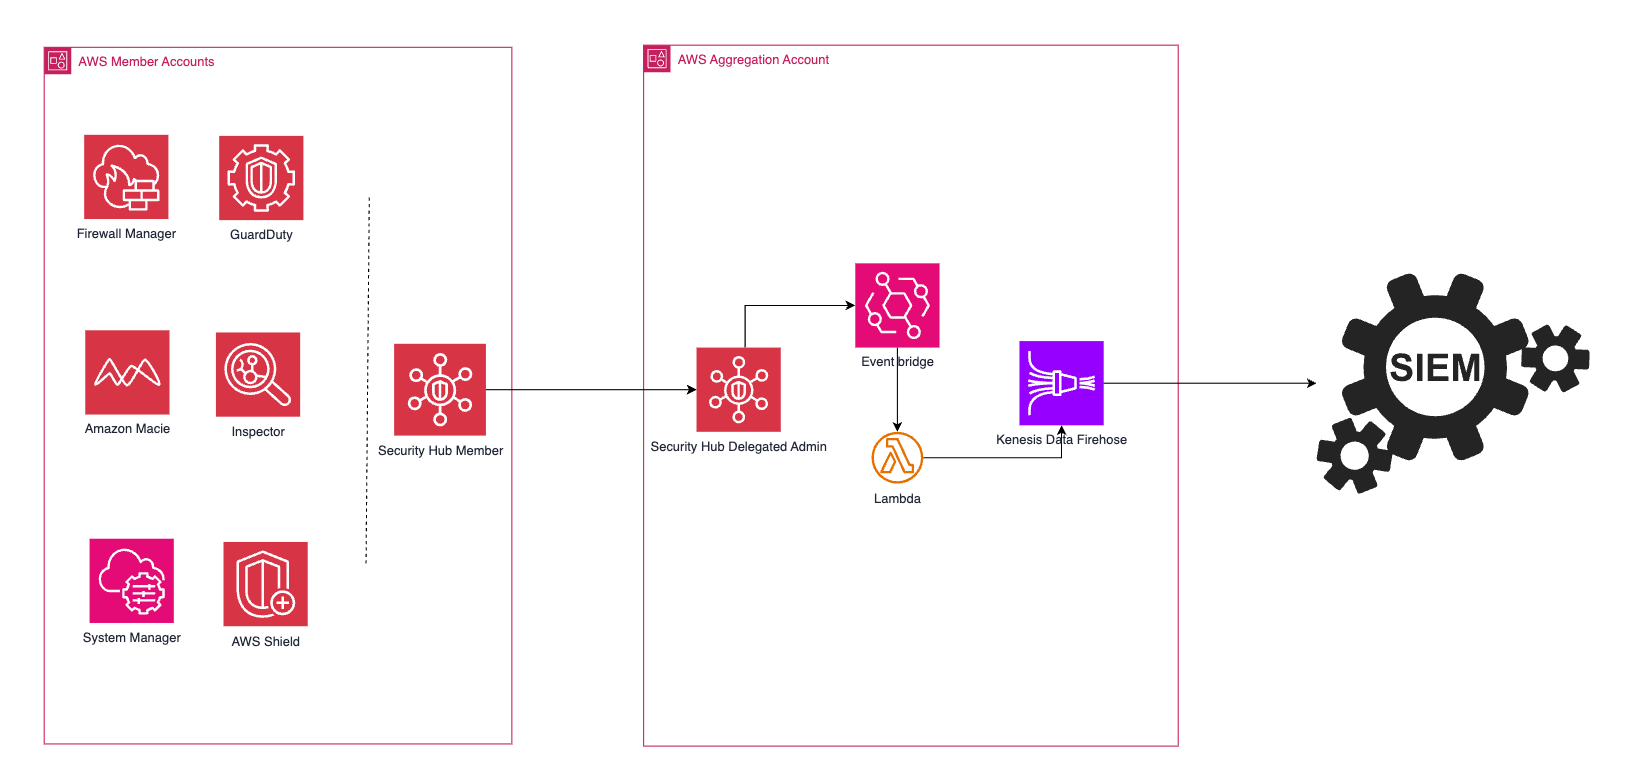 AWS Member Accounts
Firewall Manager
GuardDuty
Amazon Macie
Inspector
System Manager
AWS Shield
Security Hub Member
AWS Aggregation Account
Security Hub Delegated Admin
Event bridge
Lambda
Kenesis Data Firehose
SIEM